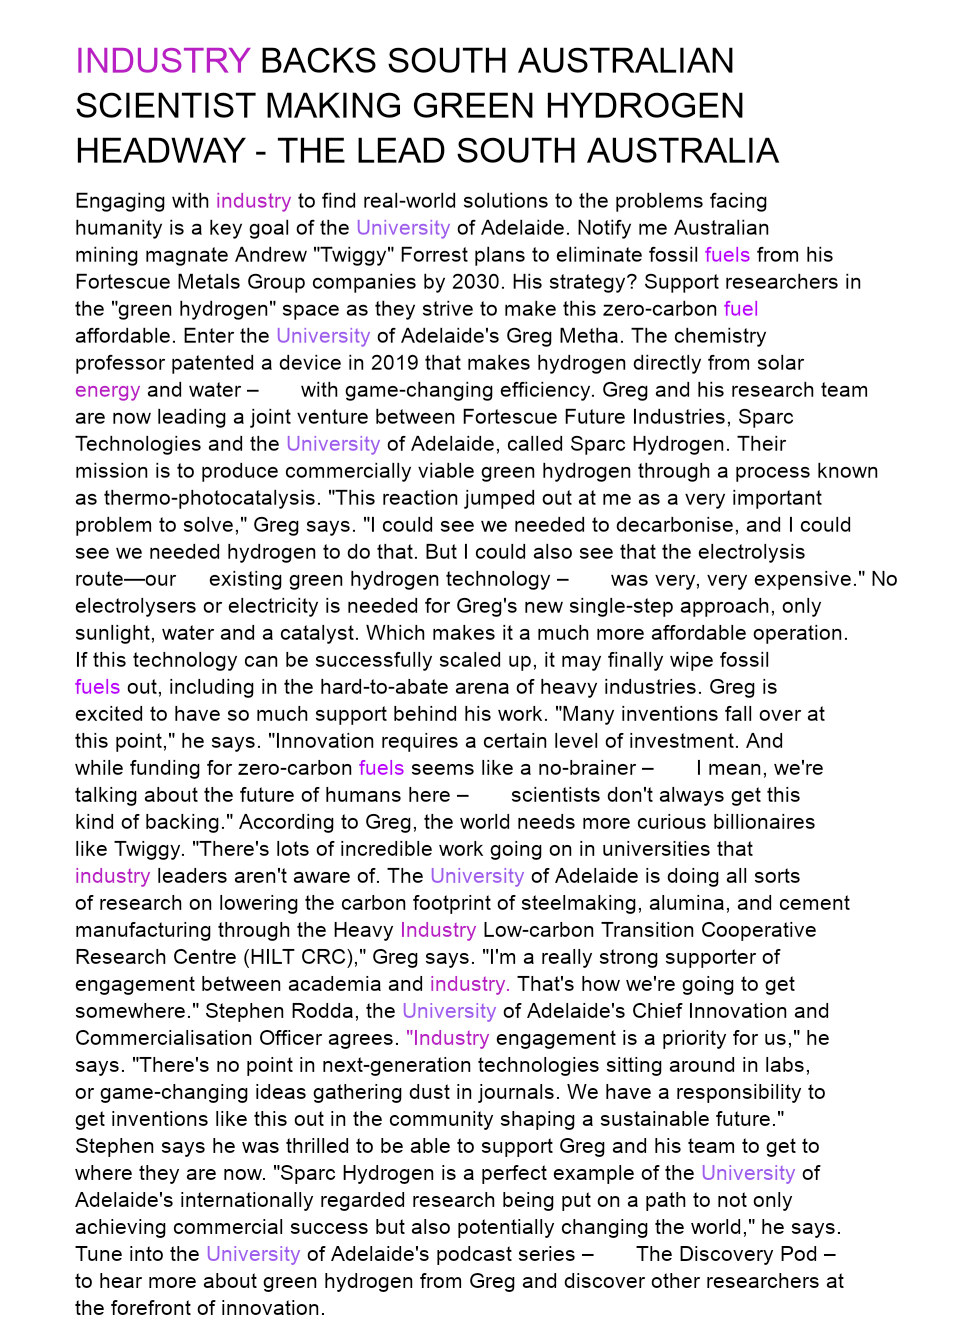 INDUSTRY BACKS SOUTH AUSTRALIAN
SCIENTIST MAKING GREEN HYDROGEN
HEADWAY - THE LEAD SOUTH AUSTRALIA
Engaging with industry to find real-world solutions to the problems facing
humanity is a key goal of the University of Adelaide. Notify me Australian
mining magnate Andrew "Twiggy" Forrest plans to eliminate fossil fuels from his
Fortescue Metals Group companies by 2030. His strategy? Support researchers in
the "green hydrogen" space as they strive to make this zero-carbon fuel
affordable. Enter the University of Adelaide's Greg Metha. The chemistry
professor patented a device in 2019 that makes hydrogen directly from solar
energy and water – with game-changing efficiency. Greg and his research team
are now leading a joint venture between Fortescue Future Industries, Sparc
Technologies and the University of Adelaide, called Sparc Hydrogen. Their
mission is to produce commercially viable green hydrogen through a process known
as thermo-photocatalysis. "This reaction jumped out at me as a very important
problem to solve," Greg says. "I could see we needed to decarbonise, and I could
see we needed hydrogen to do that. But I could also see that the electrolysis
route—our existing green hydrogen technology – was very, very expensive." No
electrolysers or electricity is needed for Greg's new single-step approach, only
sunlight, water and a catalyst. Which makes it a much more affordable operation.
If this technology can be successfully scaled up, it may finally wipe fossil
fuels out, including in the hard-to-abate arena of heavy industries. Greg is
excited to have so much support behind his work. "Many inventions fall over at
this point," he says. "Innovation requires a certain level of investment. And
while funding for zero-carbon fuels seems like a no-brainer – I mean, we're
talking about the future of humans here – scientists don't always get this
kind of backing." According to Greg, the world needs more curious billionaires
like Twiggy. "There's lots of incredible work going on in universities that
industry leaders aren't aware of. The University of Adelaide is doing all sorts
of research on lowering the carbon footprint of steelmaking, alumina, and cement
manufacturing through the Heavy Industry Low-carbon Transition Cooperative
Research Centre (HILT CRC)," Greg says. "I'm a really strong supporter of
engagement between academia and industry. That's how we're going to get
somewhere." Stephen Rodda, the University of Adelaide's Chief Innovation and
Commercialisation Officer agrees. "Industry engagement is a priority for us," he
says. "There's no point in next-generation technologies sitting around in labs,
or game-changing ideas gathering dust in journals. We have a responsibility to
get inventions like this out in the community shaping a sustainable future."
Stephen says he was thrilled to be able to support Greg and his team to get to
where they are now. "Sparc Hydrogen is a perfect example of the University of
Adelaide's internationally regarded research being put on a path to not only
achieving commercial success but also potentially changing the world," he says.
Tune into the University of Adelaide's podcast series – The Discovery Pod –
to hear more about green hydrogen from Greg and discover other researchers at
the forefront of innovation.